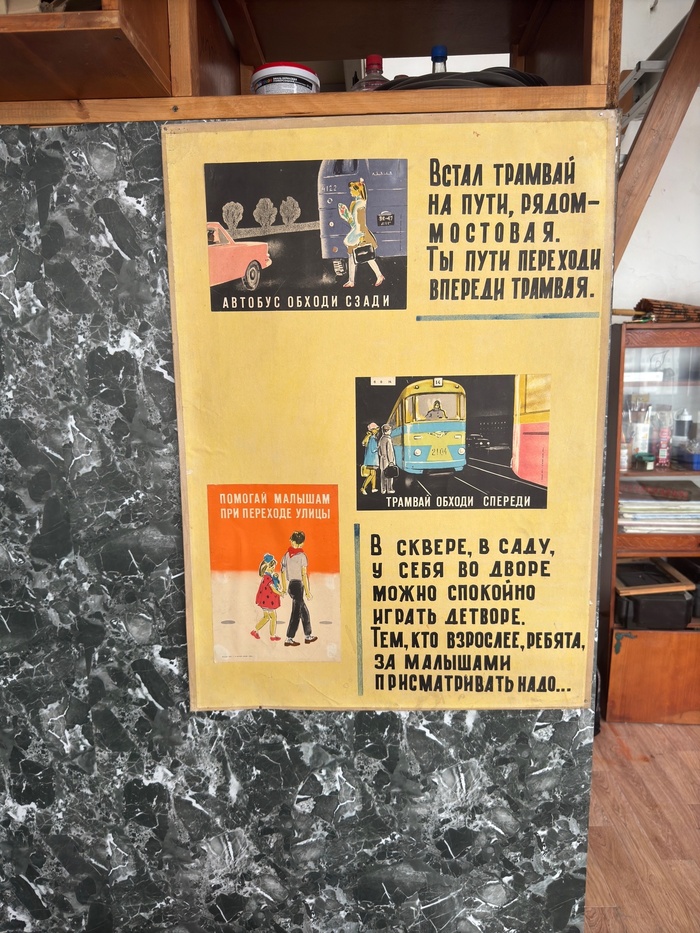 ВСТАЛ ТРАМВАЙ
НА ПУТИ, РЯДОМ–
МОСТОВАЯ.
ТЫ ПУТИ ПЕРЕХОДИ
ВПЕРЕДИ ТРАМВАЯ.
АВТОБУС ОБХОДИ СЗАДИ
14
2104
ТРАМВАЙ ОБХОДИ СПЕРЕДИ
ПОМОГАЙ МАЛЫШАМ
ПРИ ПЕРЕХОДЕ УЛИЦЫ
В СКВЕРЕ, В САДУ,
У СЕБЯ ВО ДВОРЕ
МОЖНО СПОКОЙНО
ИГРАТЬ ДЕТВОРЕ.
ТЕМ, КТО ВЗРОСЛЕЕ, РЕБЯТА,
ЗА МАЛЫШАМИ
ПРИСМАТРИВАТЬ НАДО...